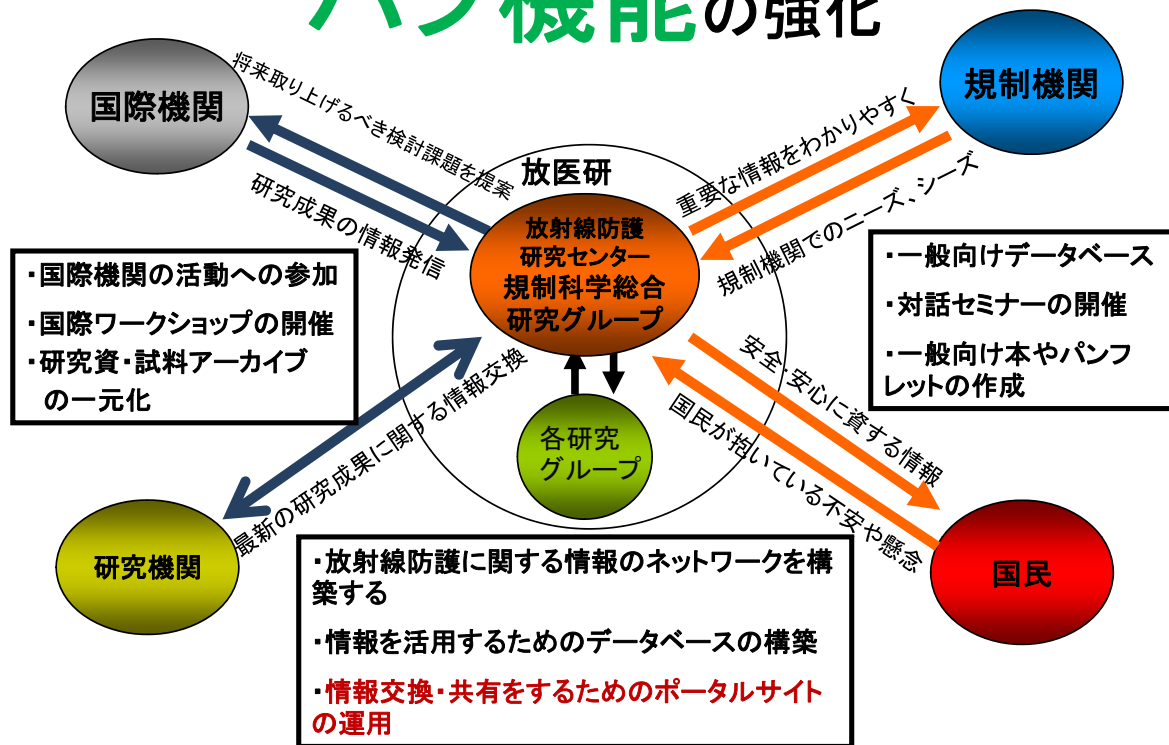 ハブ機能の強化
国際機関
規制機関
将来取り上げるべき検討課題を提案
研究成果の情報発信
放医研
重要な情報をわかりやすく
規制機関でのニーズ、シーズ
放射線防護
研究センター
規制科学総合
研究グループ
・国際機関の活動への参加
・国際ワークショップの開催
・研究資・試料アーカイブ
の一元化
・一般向けデータベース
・対話セミナーの開催
・一般向け本やパンフ
レットの作成
最新の研究成果に関する情報交換
各研究
グループ
安全・安心に資する情報
国民が抱いている不安や懸念
研究機関
国民
・放射線防護に関する情報のネットワークを構
築する
・情報を活用するためのデータベースの構築
・情報交換・共有をするためのポータルサイト
の運用